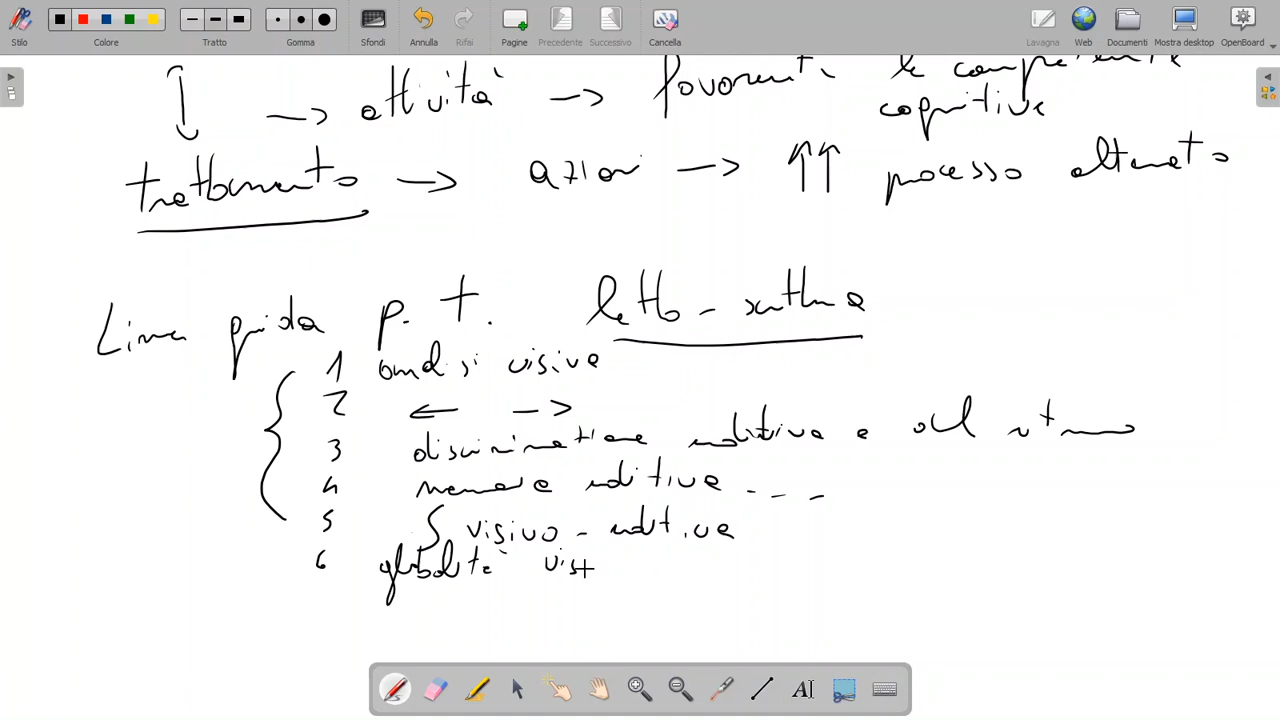 Stilo Colore Tratto Gomma Sfondi Annulla Rifai Pagine Precedente Successivo Cancella Lavagna Web Documenti Mostra desktop OpenBoard
→ attività → favorenti le competenze
cognitive
trattamento → azioni → ↑↑ processo alterato
Linee guida p. t. letto-scrittura
1 analisi visiva
2 ← →
3 discriminazione uditiva e del ritmo
4 memoria uditiva - - -
5 ∫ visivo-uditiva
6 globalità vis